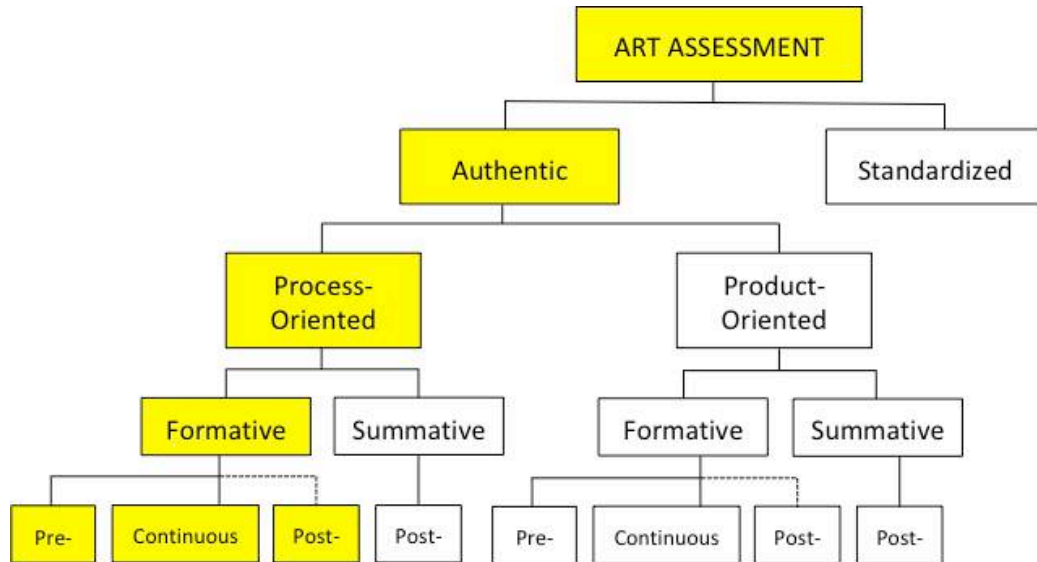 ART ASSESSMENT
Authentic
Standardized
Process-
Oriented
Product-
Oriented
Formative
Summative
Formative
Summative
Pre-
Continuous
Post-
Post-
Pre-
Continuous
Post-
Post-